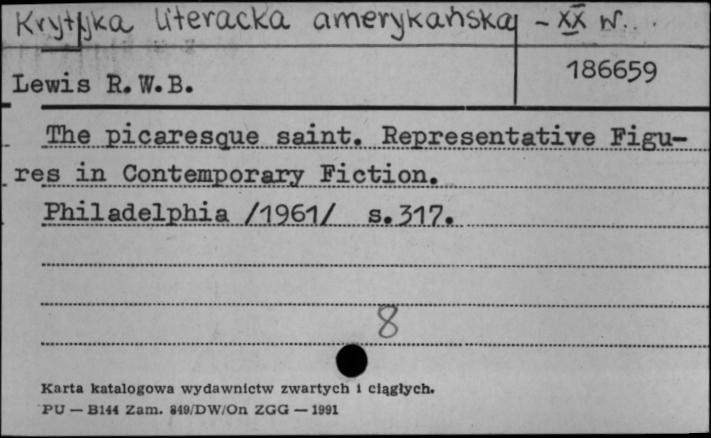 Krytyka literacka amerykańska – XX w.
Lewis R.W.B.
186659
The picaresque saint. Representative Figu-
res in Contemporary Fiction.
Philadelphia /1961/ s.317.
8
Karta katalogowa wydawnictw zwartych i ciągłych.
PU — B144 Zam. 849/DW/On ZGG — 1991